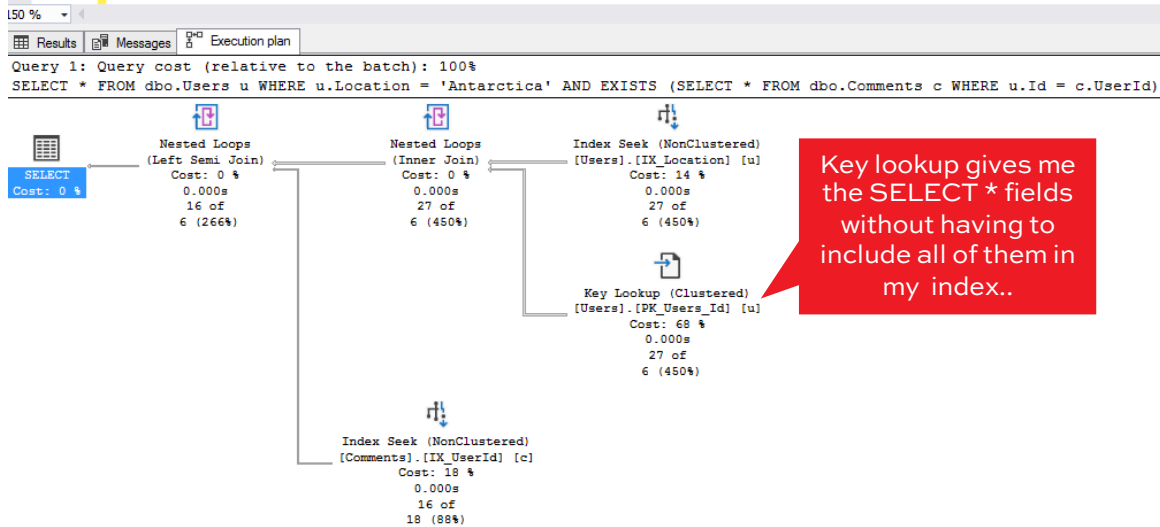 150 %
Results Messages Execution plan
Query 1: Query cost (relative to the batch): 100%
SELECT * FROM dbo.Users u WHERE u.Location = 'Antarctica' AND EXISTS (SELECT * FROM dbo.Comments c WHERE u.Id = c.UserId)
SELECT
Cost: 0 %
Nested Loops
(Left Semi Join)
Cost: 0 %
0.000s
16 of
6 (266%)
Nested Loops
(Inner Join)
Cost: 0 %
0.000s
27 of
6 (450%)
Index Seek (NonClustered)
[Users].[IX_Location] [u]
Cost: 14 %
0.000s
27 of
6 (450%)
Key lookup gives me
the SELECT * fields
without having to
include all of them in
my index..
Key Lookup (Clustered)
[Users].[PK_Users_Id] [u]
Cost: 68 %
0.000s
27 of
6 (450%)
Index Seek (NonClustered)
[Comments].[IX_UserId] [c]
Cost: 18 %
0.000s
16 of
18 (88%)